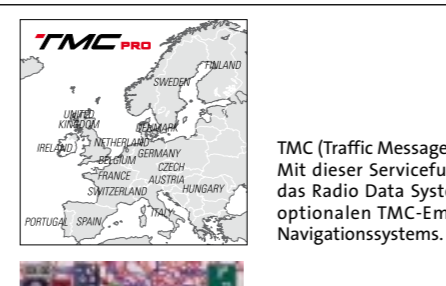 TMC PRO
FINLAND
SWEDEN
UNITED
KINGDOM
DENMARK
IRELAND
NETHERLAND
GERMANY
BELGIUM
CZECH
FRANCE
AUSTRIA
SWITZERLAND
HUNGARY
ITALY
PORTUGAL
SPAIN
TMC (Traffic Message
Mit dieser Servicefu
das Radio Data Syste
optionalen TMC-Em
Navigationssystems.